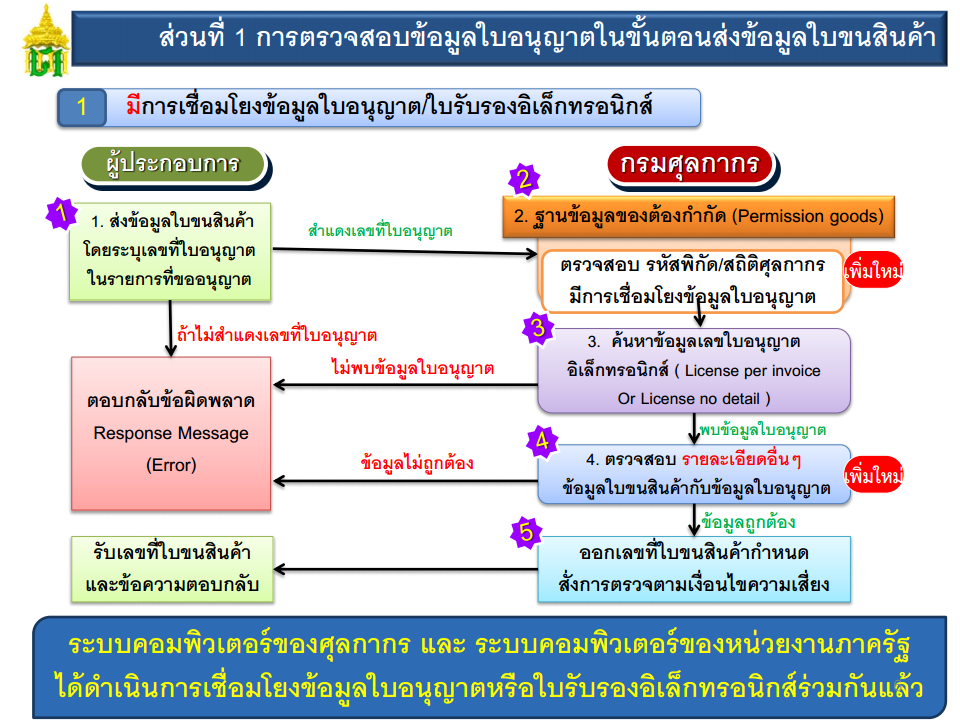 ส่วนที่ 1 การตรวจสอบข้อมูลใบอนุญาตในขั้นตอนส่งข้อมูลใบขนสินค้า
1 มีการเชื่อมโยงข้อมูลใบอนุญาต/ใบรับรองอิเล็กทรอนิกส์
ผู้ประกอบการ
กรมศุลกากร
1
1. ส่งข้อมูลใบขนสินค้า
โดยระบุเลขที่ใบอนุญาต
ในรายการที่ขออนุญาต
สำแดงเลขที่ใบอนุญาต
2
2. ฐานข้อมูลของต้องกำกัด (Permission goods)
ตรวจสอบ รหัสพิกัด/สถิติศุลกากร
มีการเชื่อมโยงข้อมูลใบอนุญาต
เพิ่มใหม่
ถ้าไม่สำแดงเลขที่ใบอนุญาต
3
3. ค้นหาข้อมูลเลขใบอนุญาต
อิเล็กทรอนิกส์ ( License per invoice
Or License no detail )
ไม่พบข้อมูลใบอนุญาต
ตอบกลับข้อผิดพลาด
Response Message
(Error)
พบข้อมูลใบอนุญาต
4
4. ตรวจสอบ รายละเอียดอื่นๆ
ข้อมูลใบขนสินค้ากับข้อมูลใบอนุญาต
เพิ่มใหม่
ข้อมูลไม่ถูกต้อง
ข้อมูลถูกต้อง
5
ออกเลขที่ใบขนสินค้ากำหนด
สั่งการตรวจตามเงื่อนไขความเสี่ยง
รับเลขที่ใบขนสินค้า
และข้อความตอบกลับ
ระบบคอมพิวเตอร์ของศุลกากร และ ระบบคอมพิวเตอร์ของหน่วยงานภาครัฐ
ได้ดำเนินการเชื่อมโยงข้อมูลใบอนุญาตหรือใบรับรองอิเล็กทรอนิกส์ร่วมกันแล้ว